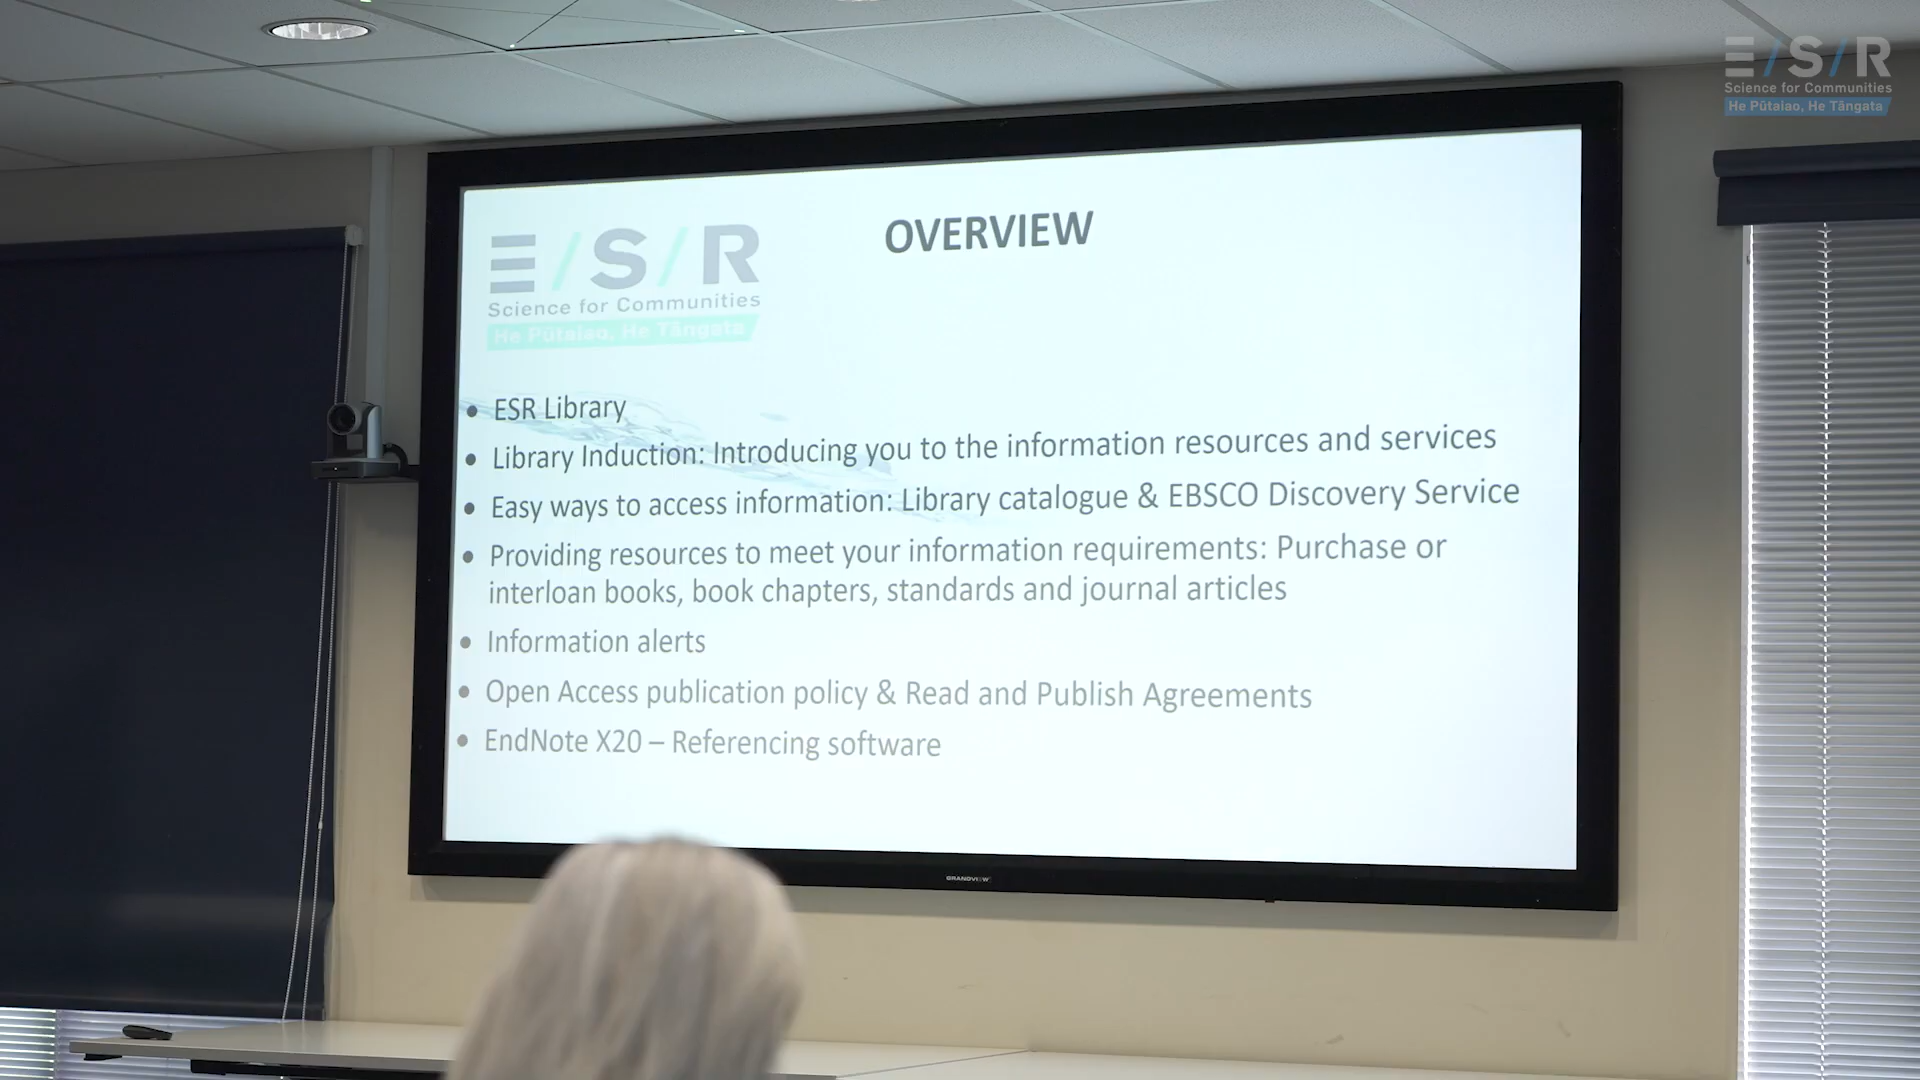 E/S/R
Science for Communities
He Pūtaiao, He Tāngata
OVERVIEW
E/S/R
Science for Communities
He Pūtaiao, He Tāngata
• ESR Library
• Library Induction: Introducing you to the information resources and services
• Easy ways to access information: Library catalogue & EBSCO Discovery Service
• Providing resources to meet your information requirements: Purchase or
interloan books, book chapters, standards and journal articles
• Information alerts
• Open Access publication policy & Read and Publish Agreements
• EndNote X20 – Referencing software
GRANDVIEW